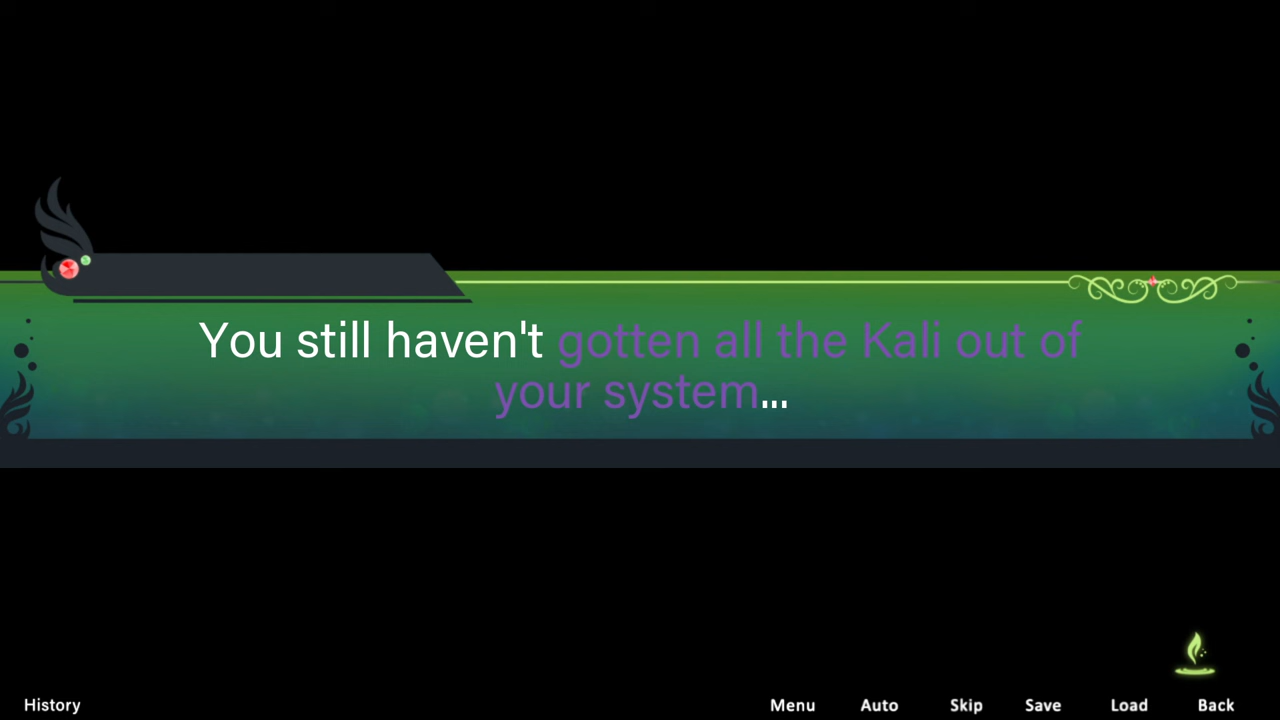 You still haven't gotten all the Kali out of
your system...
History
Menu
Auto
Skip
Save
Load
Back